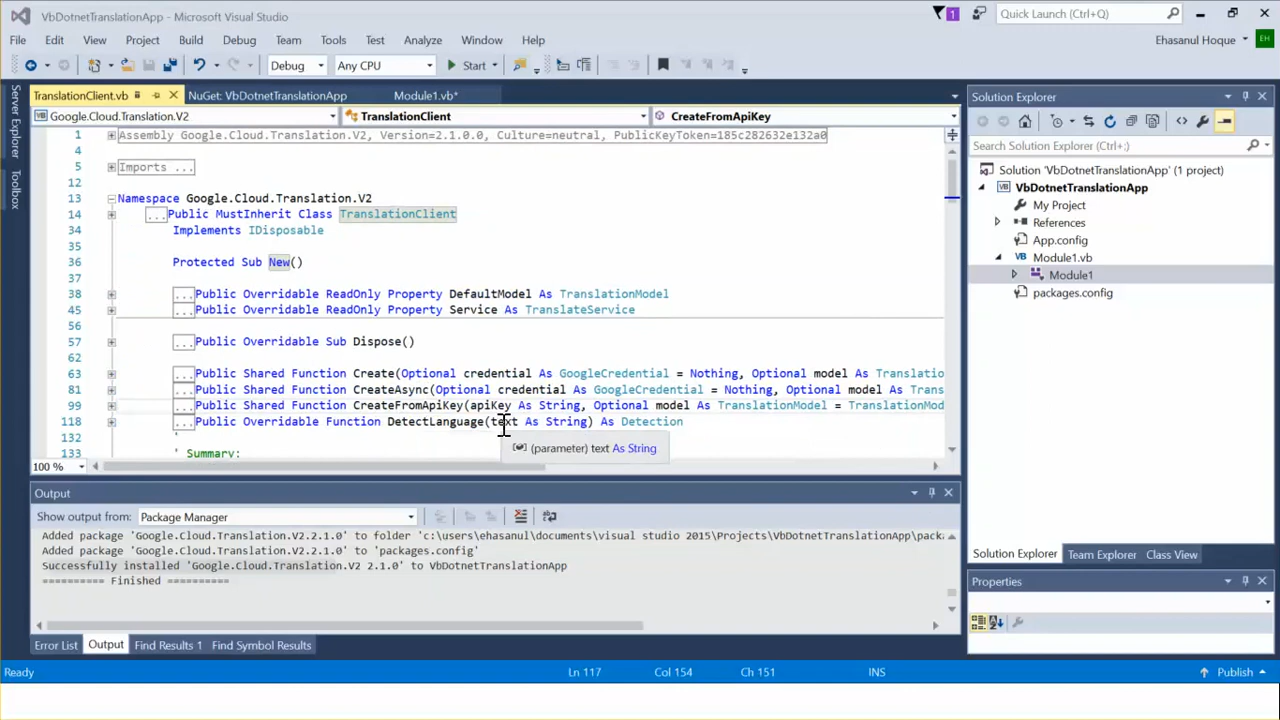 VbDotnetTranslationApp - Microsoft Visual Studio
1
Quick Launch (Ctrl+Q)
File Edit View Project Build Debug Team Tools Test Analyze Window Help
Ehasanul Hoque EH
Debug Any CPU Start
Server Explorer
Toolbox
TranslationClient.vb NuGet: VbDotnetTranslationApp Module1.vb*
Google.Cloud.Translation.V2 TranslationClient CreateFromApiKey
1 Assembly Google.Cloud.Translation.V2, Version=2.1.0.0, Culture=neutral, PublicKeyToken=185c282632e132a0
4
5 Imports ...
12
13 Namespace Google.Cloud.Translation.V2
14 ...Public MustInherit Class TranslationClient
34 Implements IDisposable
35
36 Protected Sub New()
37
38 ...Public Overridable ReadOnly Property DefaultModel As TranslationModel
45 ...Public Overridable ReadOnly Property Service As TranslateService
56
57 ...Public Overridable Sub Dispose()
62
63 ...Public Shared Function Create(Optional credential As GoogleCredential = Nothing, Optional model As Translation
81 ...Public Shared Function CreateAsync(Optional credential As GoogleCredential = Nothing, Optional model As Trans
99 ...Public Shared Function CreateFromApiKey(apiKey As String, Optional model As TranslationModel = TranslationMod
118 ...Public Overridable Function DetectLanguage(text As String) As Detection
132 '
(parameter) text As String
133 ' Summary:
100 %
Output
Show output from: Package Manager
Added package 'Google.Cloud.Translation.V2.2.1.0' to folder 'c:\users\ehasanul\documents\visual studio 2015\Projects\VbDotnetTranslationApp\pack
Added package 'Google.Cloud.Translation.V2.2.1.0' to 'packages.config'
Successfully installed 'Google.Cloud.Translation.V2 2.1.0' to VbDotnetTranslationApp
========== Finished ==========
Error List Output Find Results 1 Find Symbol Results
Solution Explorer
Search Solution Explorer (Ctrl+;)
Solution 'VbDotnetTranslationApp' (1 project)
VbDotnetTranslationApp
My Project
References
App.config
VB Module1.vb
Module1
packages.config
Solution Explorer Team Explorer Class View
Properties
Ready Ln 117 Col 154 Ch 151 INS Publish